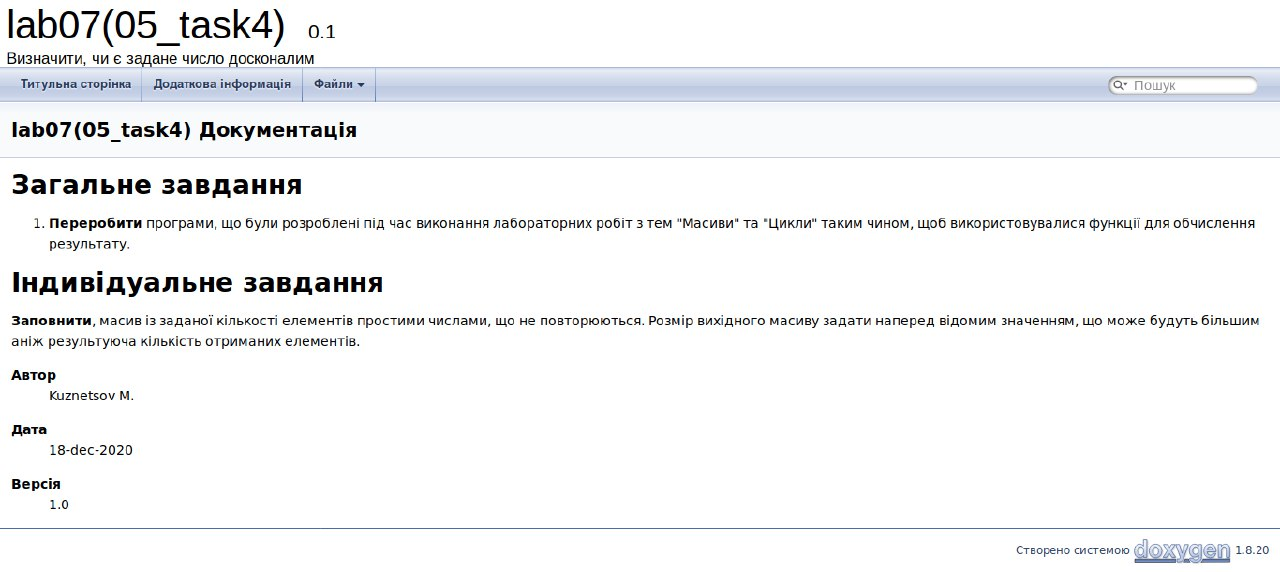 lab07(05_task4) 0.1
Визначити, чи є задане число досконалим
Титульна сторінка Додаткова інформація Файли Пошук
lab07(05_task4) Документація
Загальне завдання
1. Переробити програми, що були розроблені під час виконання лабораторних робіт з тем "Масиви" та "Цикли" таким чином, щоб використовувалися функції для обчислення
результату.
Індивідуальне завдання
Заповнити, масив із заданої кількості елементів простими числами, що не повторюються. Розмір вихідного масиву задати наперед відомим значенням, що може будуть більшим
аніж результуюча кількість отриманих елементів.
Автор
Kuznetsov M.
Дата
18-dec-2020
Версія
1.0
Створено системою doxygen 1.8.20